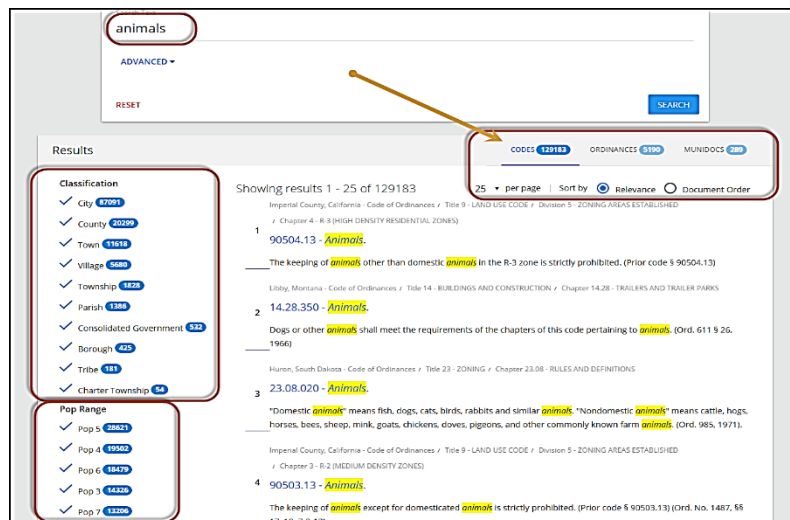 animals
ADVANCED
RESET
SEARCH
Results
CODES 129183
ORDINANCES 5190
MUNIDOCS 289
Classification
City 87091
County 20299
Town 11618
Village 5680
Township 1828
Parish 1386
Consolidated Government 532
Borough 425
Tribe 181
Charter Township 54
Pop Range
Pop 5 28621
Pop 4 19502
Pop 6 18479
Pop 3 14326
Pop 7 13206
Showing results 1 - 25 of 129183
25 per page | Sort by Relevance Document Order
Imperial County, California - Code of Ordinances / Title 9 - LAND USE CODE / Division 5 - ZONING AREAS ESTABLISHED
/ Chapter 4 - R-3 (HIGH DENSITY RESIDENTIAL ZONES)
1
90504.13 - Animals.
The keeping of animals other than domestic animals in the R-3 zone is strictly prohibited. (Prior code § 90504.13)
Libby, Montana - Code of Ordinances / Title 14 - BUILDINGS AND CONSTRUCTION / Chapter 14.28 - TRAILERS AND TRAILER PARKS
2 14.28.350 - Animals.
Dogs or other animals shall meet the requirements of the chapters of this code pertaining to animals. (Ord. 611 § 26,
1966)
Huron, South Dakota - Code of Ordinances / Title 23 - ZONING / Chapter 23.08 - RULES AND DEFINITIONS
3 23.08.020 - Animals.
"Domestic animals" means fish, dogs, cats, birds, rabbits and similar animals. "Nondomestic animals" means cattle, hogs,
horses, bees, sheep, mink, goats, chickens, doves, pigeons, and other commonly known farm animals. (Ord. 985, 1971).
Imperial County, California - Code of Ordinances / Title 9 - LAND USE CODE / Division 5 - ZONING AREAS ESTABLISHED
/ Chapter 3 - R-2 (MEDIUM DENSITY ZONES)
4 90503.13 - Animals.
The keeping of animals except for domesticated animals is strictly prohibited. (Prior code § 90503.13) (Ord. No. 1487, §§